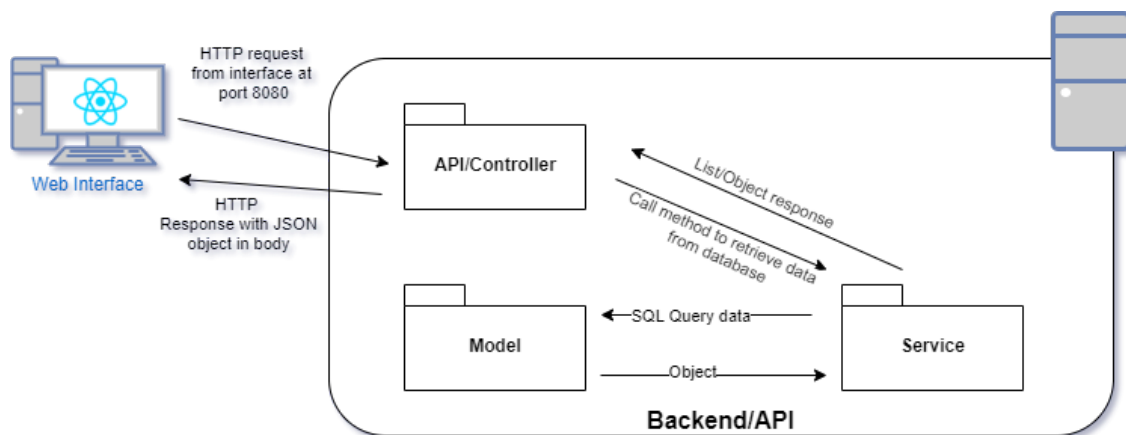 HTTP request
from interface at
port 8080
Web Interface
HTTP
Response with JSON
object in body
API/Controller
List/Object response
Call method to retrieve data
from database
Model
SQL Query data
Object
Service
Backend/API